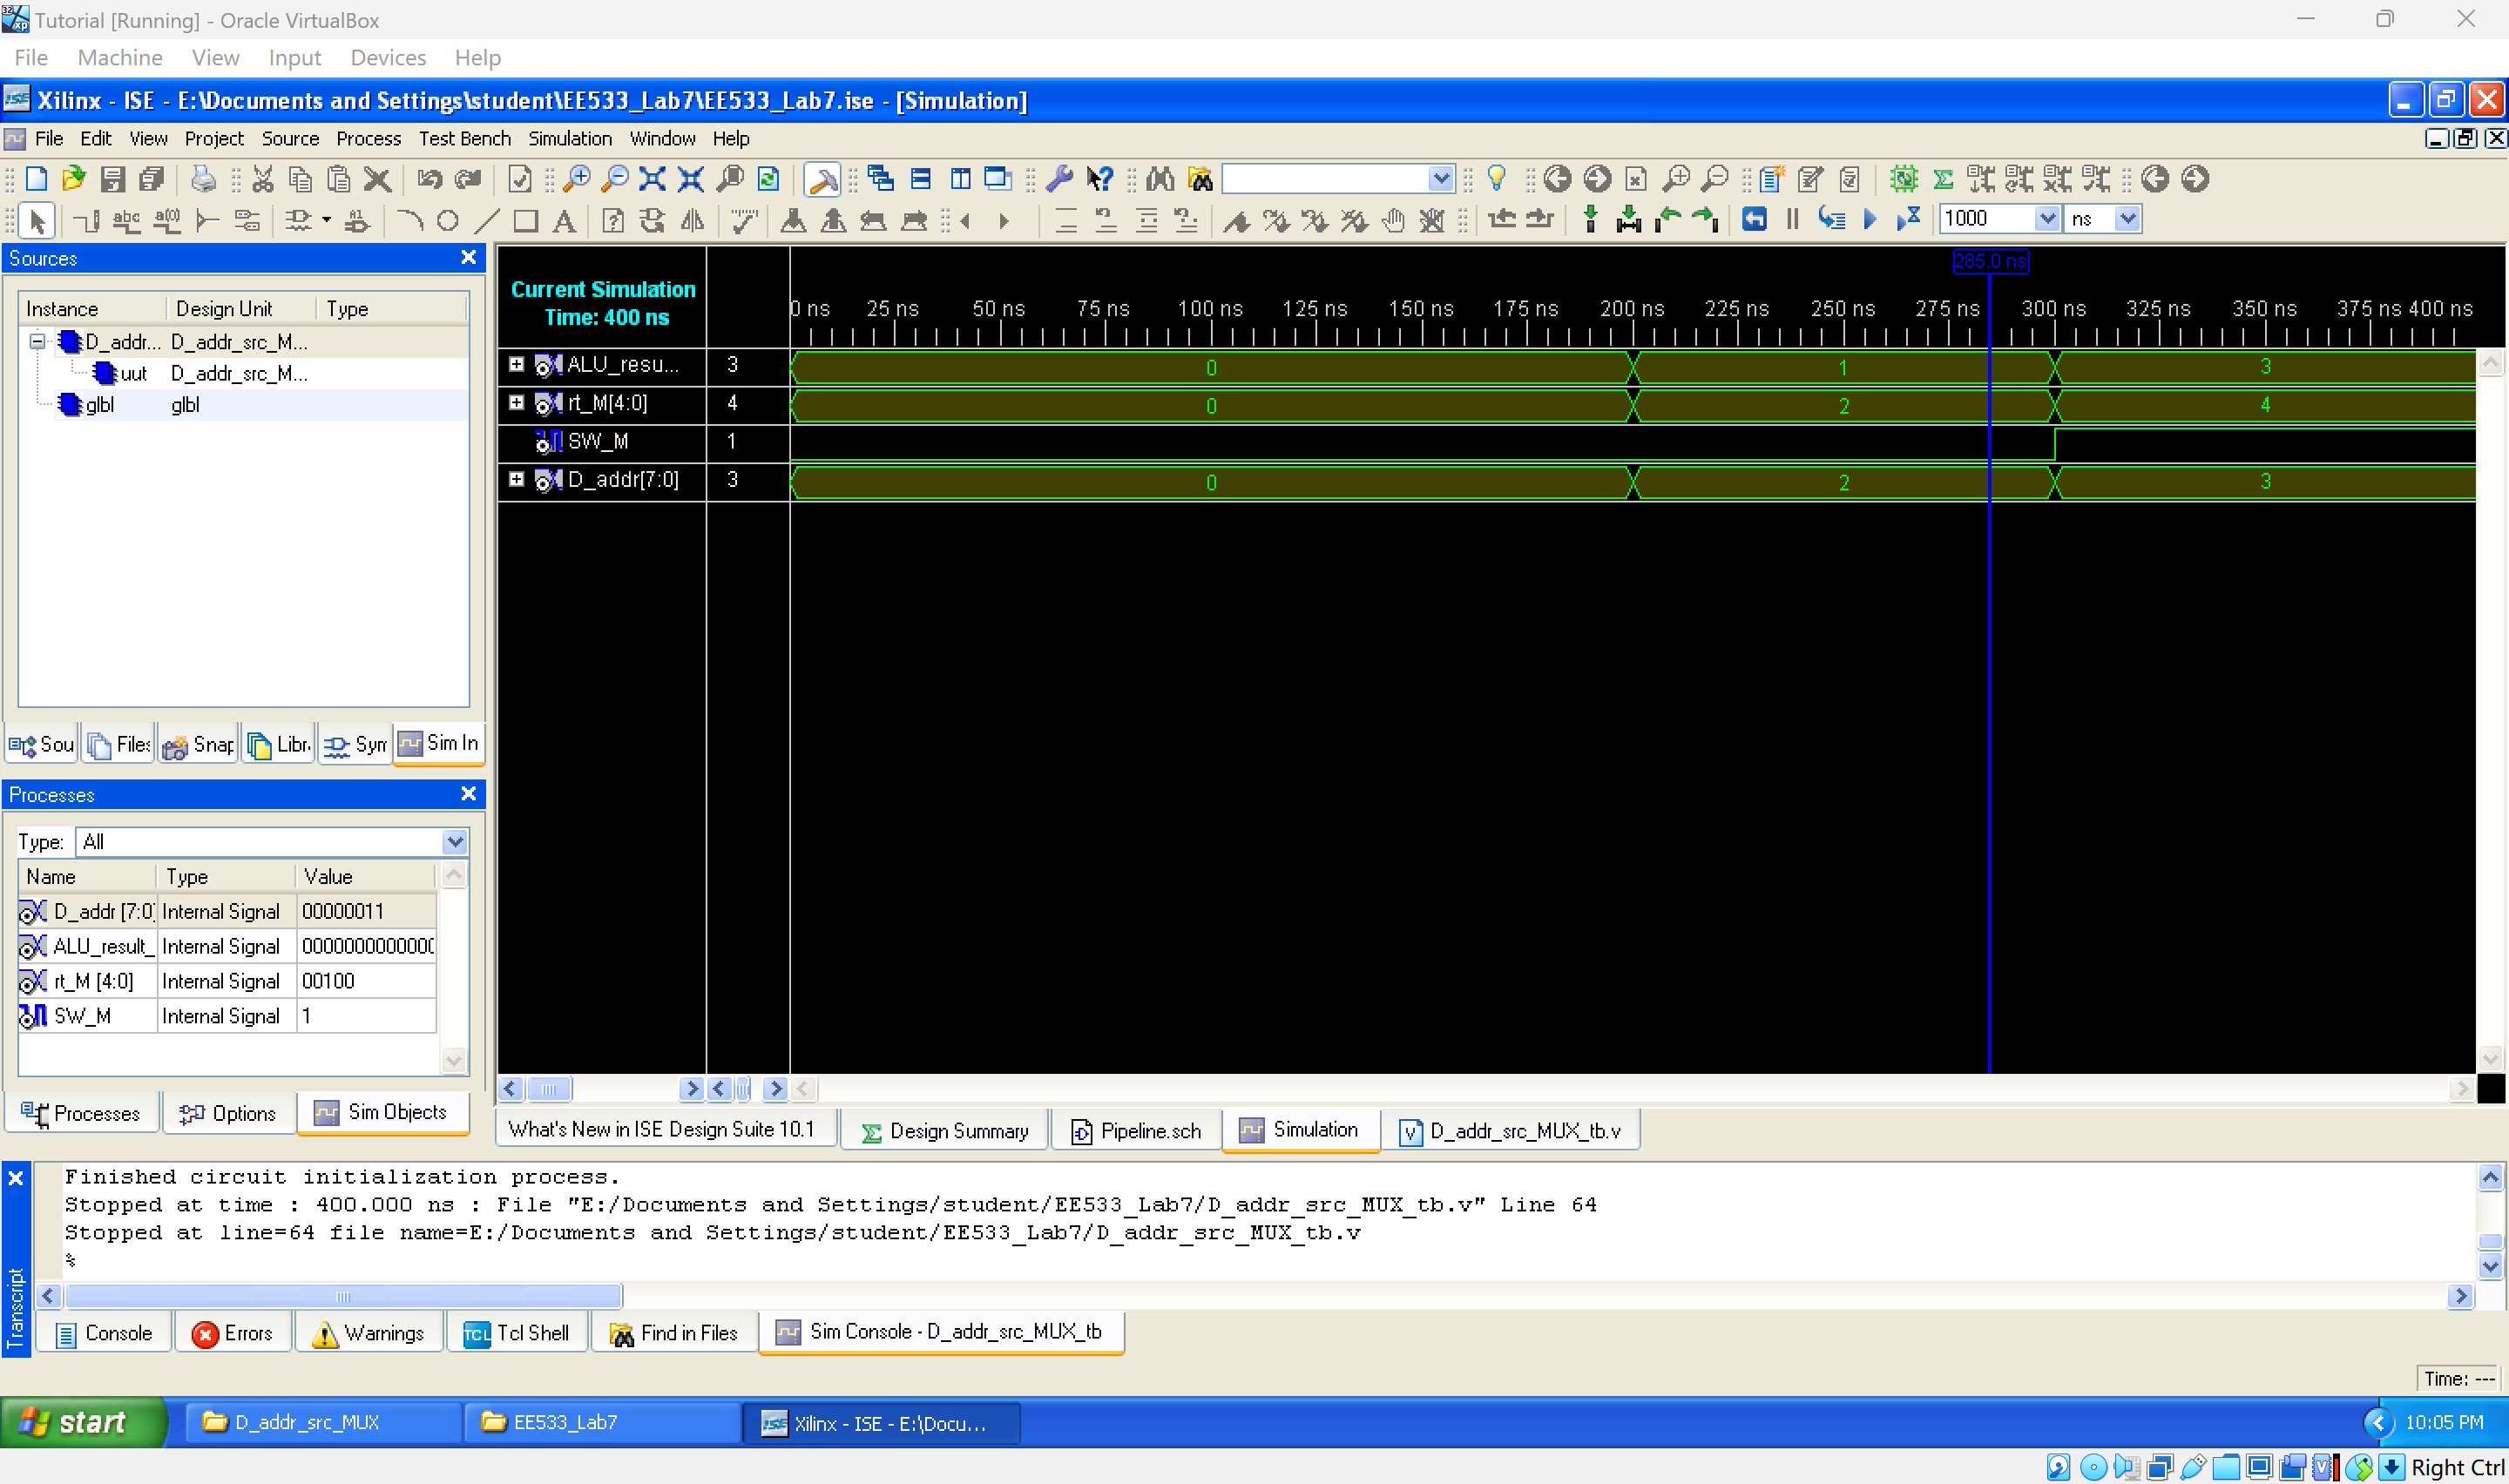 Tutorial [Running] - Oracle VirtualBox
File Machine View Input Devices Help
Xilinx - ISE - E:\Documents and Settings\student\EE533_Lab7\EE533_Lab7.ise - [Simulation]
File Edit View Project Source Process Test Bench Simulation Window Help
1000 ns
Sources
Instance Design Unit Type
D_addr... D_addr_src_M...
uut D_addr_src_M...
glbl glbl
Sou Files Snap Libr. Sym Sim In
Processes
Type: All
Name Type Value
D_addr [7:0] Internal Signal 00000011
ALU_result_ Internal Signal 0000000000000
rt_M [4:0] Internal Signal 00100
SW_M Internal Signal 1
Processes Options Sim Objects
285.0 ns
Current Simulation
Time: 400 ns
0 ns 25 ns 50 ns 75 ns 100 ns 125 ns 150 ns 175 ns 200 ns 225 ns 250 ns 275 ns 300 ns 325 ns 350 ns 375 ns 400 ns
ALU_resu... 3 0 1 3
rt_M[4:0] 4 0 2 4
SW_M 1
D_addr[7:0] 3 0 2 3
What's New in ISE Design Suite 10.1 Design Summary Pipeline.sch Simulation D_addr_src_MUX_tb.v
Transcript
Finished circuit initialization process.
Stopped at time : 400.000 ns : File "E:/Documents and Settings/student/EE533_Lab7/D_addr_src_MUX_tb.v" Line 64
Stopped at line=64 file name=E:/Documents and Settings/student/EE533_Lab7/D_addr_src_MUX_tb.v
%
Console Errors Warnings Tcl Shell Find in Files Sim Console - D_addr_src_MUX_tb
Time: ---
start D_addr_src_MUX EE533_Lab7 Xilinx - ISE - E:\Docu... 10:05 PM
Right Ctrl